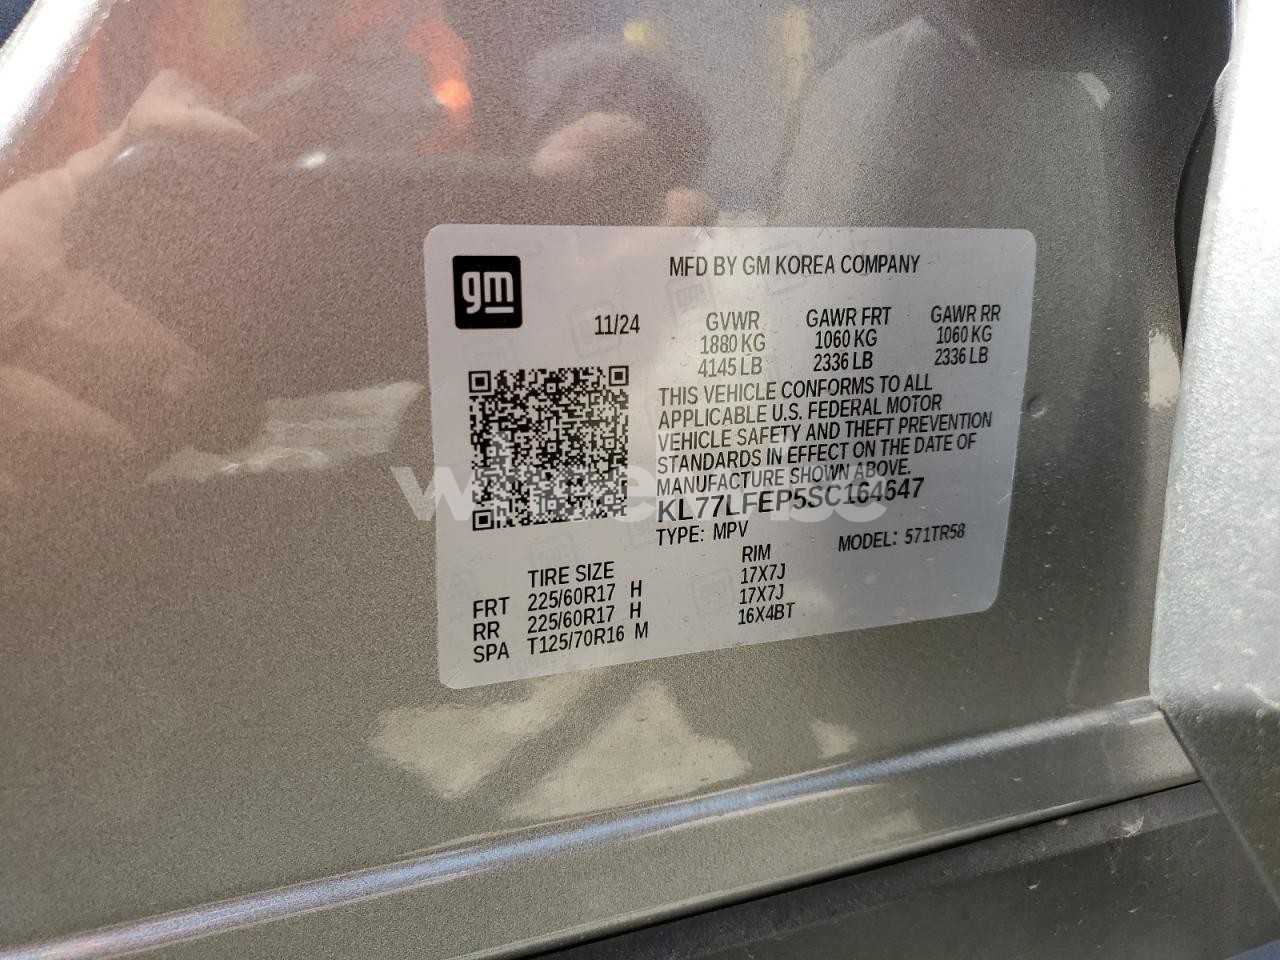 gm
MFD BY GM KOREA COMPANY
11/24
GVWR GAWR FRT GAWR RR
1880 KG 1060 KG 1060 KG
4145 LB 2336 LB 2336 LB
THIS VEHICLE CONFORMS TO ALL
APPLICABLE U.S. FEDERAL MOTOR
VEHICLE SAFETY AND THEFT PREVENTION
STANDARDS IN EFFECT ON THE DATE OF
MANUFACTURE SHOWN ABOVE.
KL77LFEP5SC164647
TYPE: MPV MODEL: 571TR58
TIRE SIZE RIM
FRT 225/60R17 H 17X7J
RR 225/60R17 H 17X7J
SPA T125/70R16 M 16X4BT